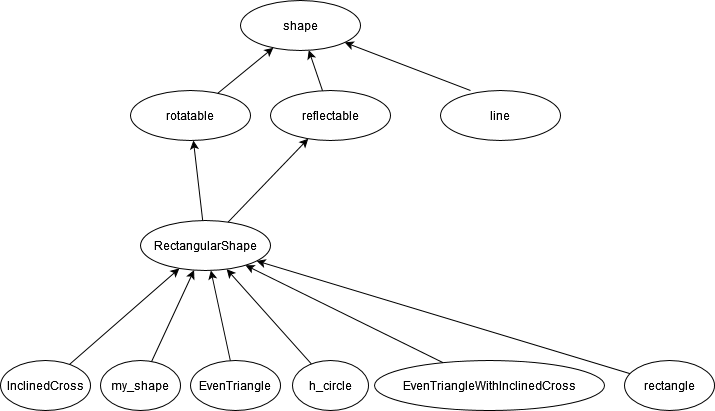 shape
rotatable
reflectable
line
RectangularShape
InclinedCross
my_shape
EvenTriangle
h_circle
EvenTriangleWithInclinedCross
rectangle